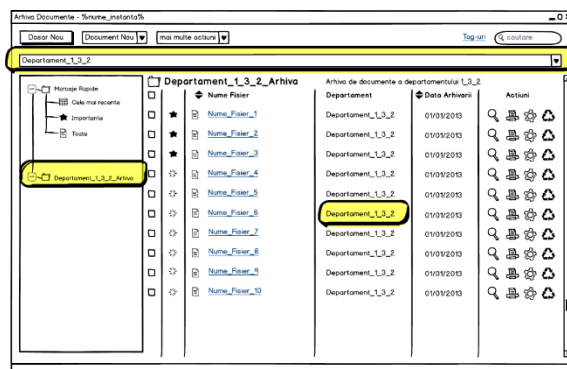 Arhiva Documente - %nume_instanta%
Dosar Nou Document Nou mai multe actiuni Tag-uri cautare
Departament_1_3_2
Mesaje Rapide
Cele mai recente
Importante
Toate
Departament_1_3_2_Arhiva
Departament_1_3_2_Arhiva Arhiva de documente a departamentului 1_3_2
Nume Fisier Departament Data Arhivarii Actiuni
Nume_Fisier_1 Departament_1_3_2 01/01/2013
Nume_Fisier_2 Departament_1_3_2 01/01/2013
Nume_Fisier_3 Departament_1_3_2 01/01/2013
Nume_Fisier_4 Departament_1_3_2 01/01/2013
Nume_Fisier_5 Departament_1_3_2 01/01/2013
Nume_Fisier_6 Departament_1_3_2 01/01/2013
Nume_Fisier_7 Departament_1_3_2 01/01/2013
Nume_Fisier_8 Departament_1_3_2 01/01/2013
Nume_Fisier_9 Departament_1_3_2 01/01/2013
Nume_Fisier_10 Departament_1_3_2 01/01/2013